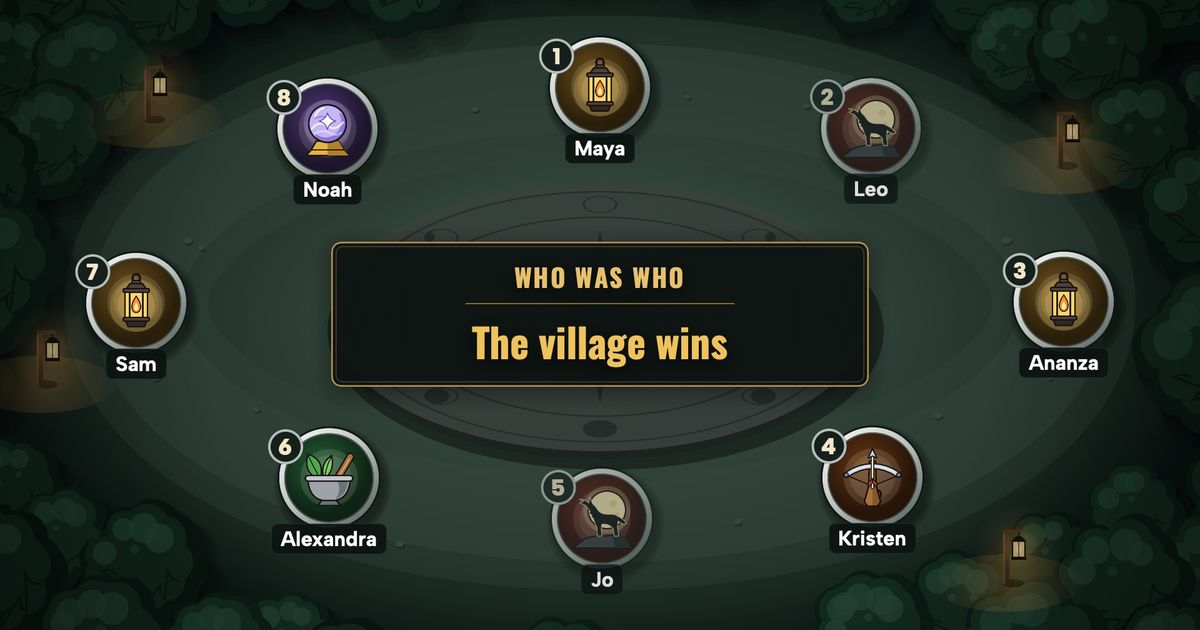 1
Maya
2
Leo
8
Noah
WHO WAS WHO
The village wins
7
Sam
3
Ananza
6
Alexandra
5
Jo
4
Kristen